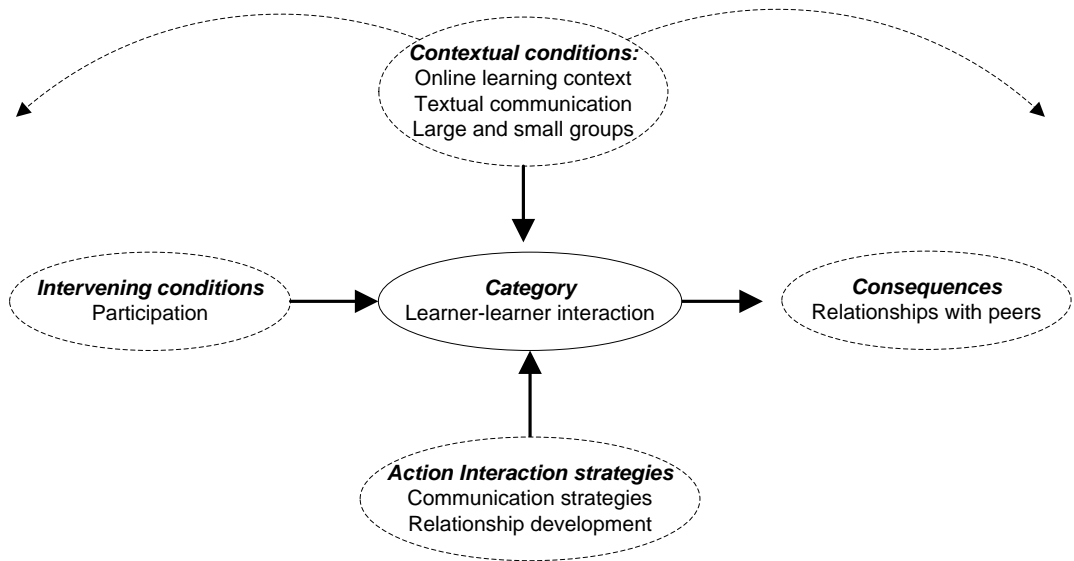 Contextual conditions:
Online learning context
Textual communication
Large and small groups
Intervening conditions
Participation
Category
Learner-learner interaction
Consequences
Relationships with peers
Action Interaction strategies
Communication strategies
Relationship development